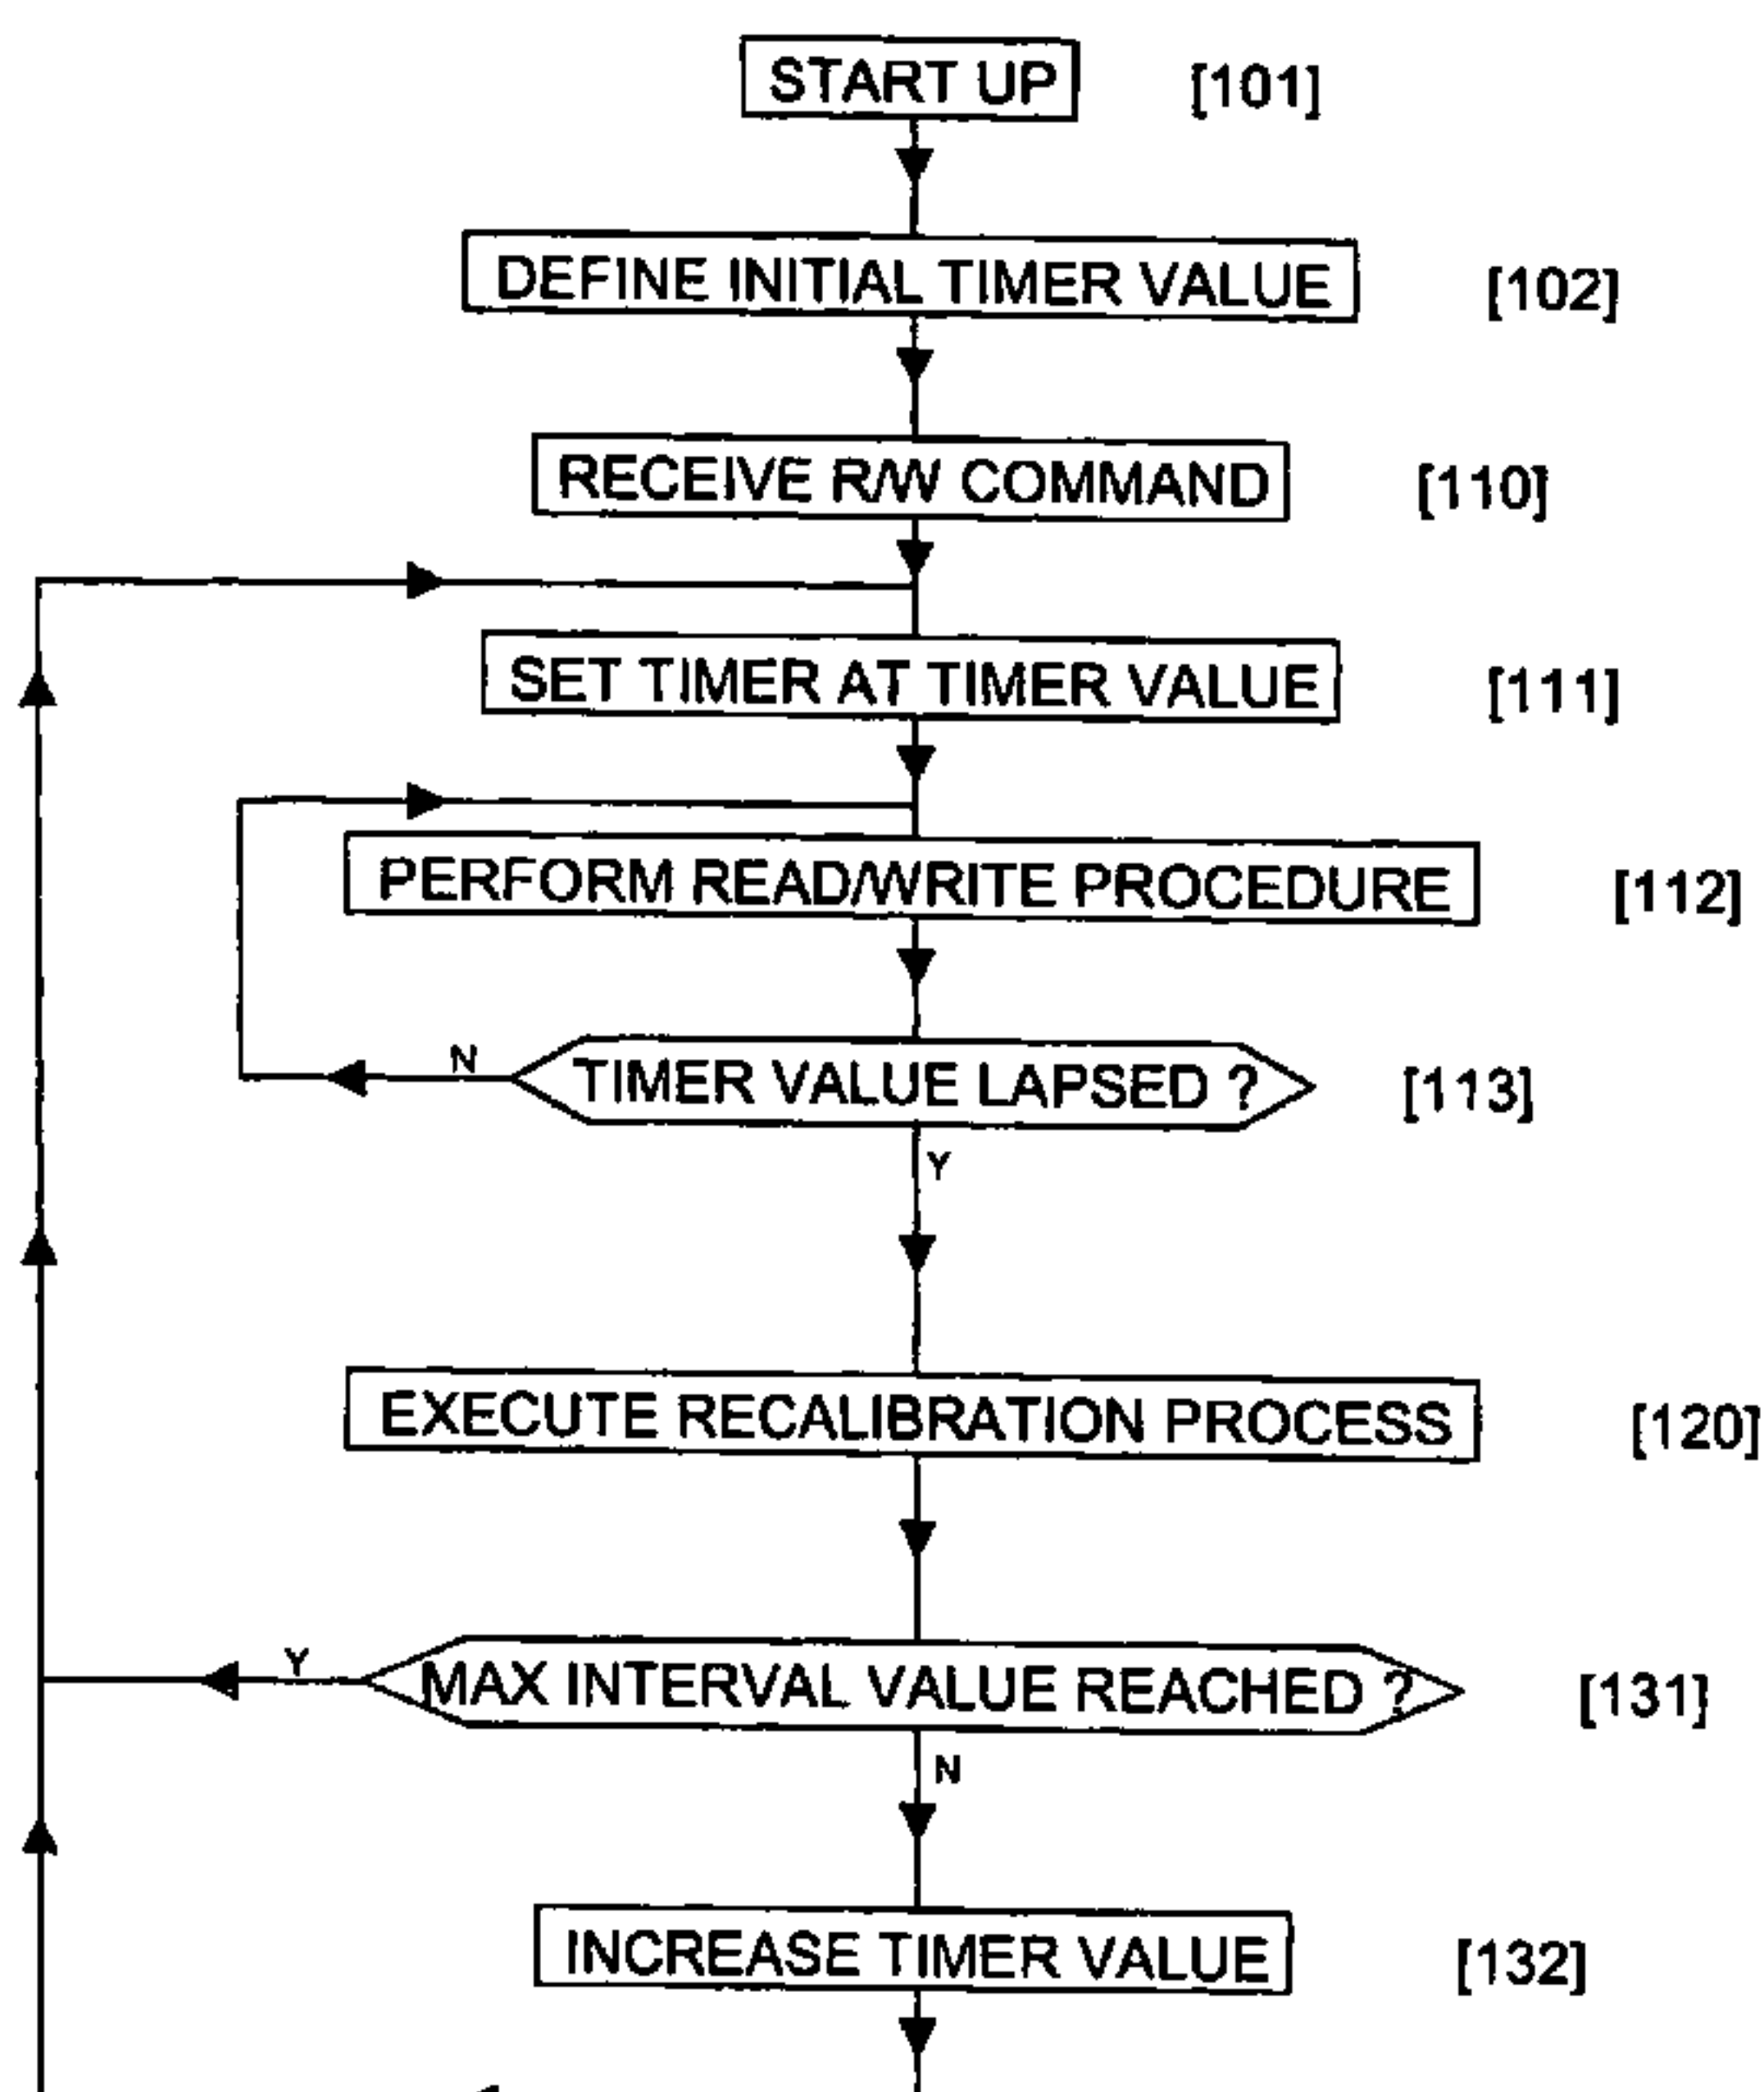 START UP [101]
DEFINE INITIAL TIMER VALUE [102]
RECEIVE R/W COMMAND [110]
SET TIMER AT TIMER VALUE [111]
PERFORM READ/WRITE PROCEDURE [112]
N TIMER VALUE LAPSED ? [113]
Y
EXECUTE RECALIBRATION PROCESS [120]
Y MAX INTERVAL VALUE REACHED ? [131]
N
INCREASE TIMER VALUE [132]